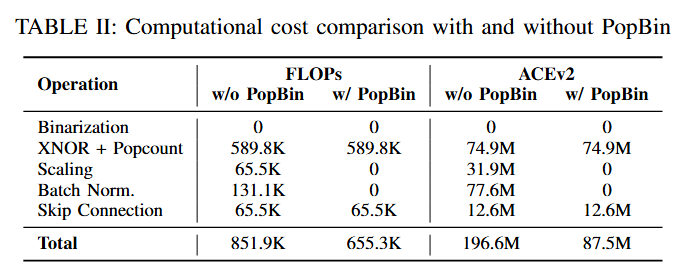 TABLE II: Computational cost comparison with and without PopBin
Operation FLOPs ACEv2
w/o PopBin w/ PopBin w/o PopBin w/ PopBin
Binarization 0 0 0 0
XNOR + Popcount 589.8K 589.8K 74.9M 74.9M
Scaling 65.5K 0 31.9M 0
Batch Norm. 131.1K 0 77.6M 0
Skip Connection 65.5K 65.5K 12.6M 12.6M
Total 851.9K 655.3K 196.6M 87.5M